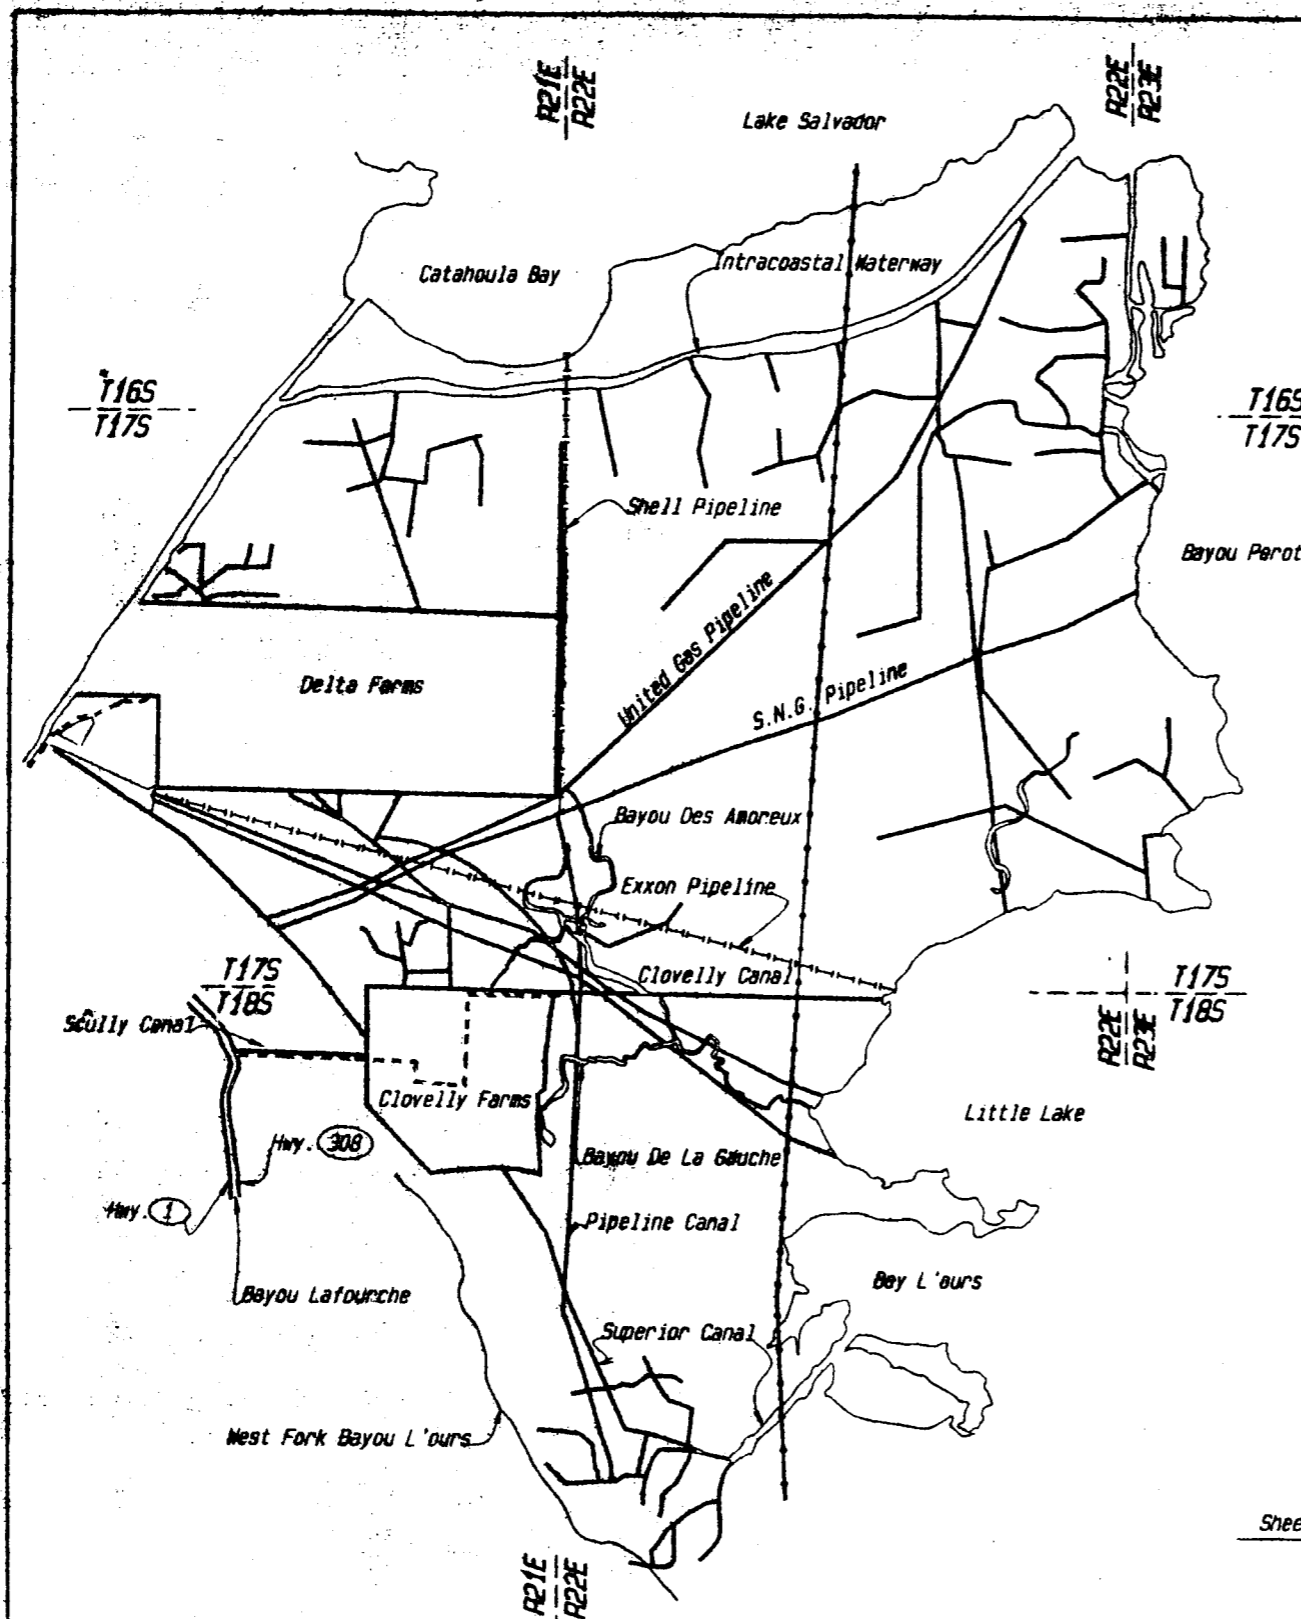 R21E
R22E
R22E
R23E
Lake Salvador
Catahoula Bay
Intracoastal Waterway
T16S
T17S
T16S
T17S
Shell Pipeline
Bayou Perot
United Gas Pipeline
Delta Farms
S.N.G. Pipeline
Bayou Des Amoreux
Exxon Pipeline
Clovelly Canal
T17S
T18S
T17S
T18S
R22E
R23E
Scully Canal
Clovelly Farms
Little Lake
Hwy. 308
Bayou De La Gauche
Hwy. 1
Pipeline Canal
Bayou Lafourche
Bay L'ours
Superior Canal
West Fork Bayou L'ours
Shee
R21E
R22E